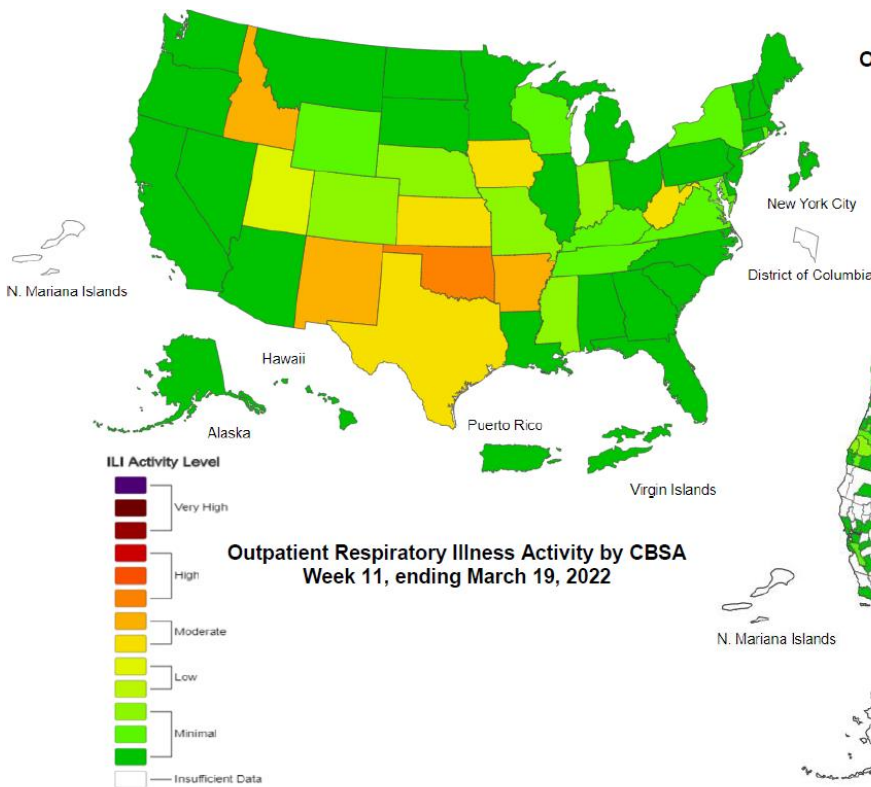 O
New York City
District of Columbia
N. Mariana Islands
Hawaii
Alaska
Puerto Rico
Virgin Islands
ILI Activity Level
Very High
High
Moderate
Low
Minimal
Insufficient Data
Outpatient Respiratory Illness Activity by CBSA
Week 11, ending March 19, 2022
N. Mariana Islands